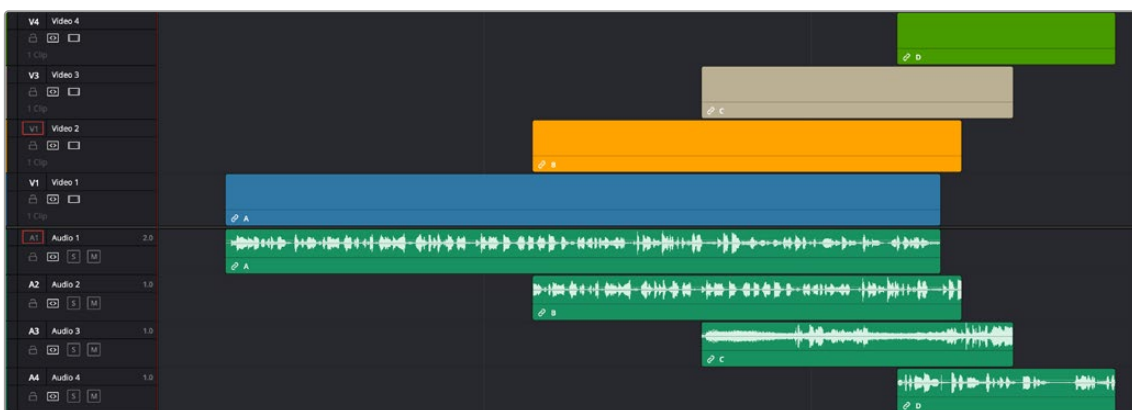 V4 Video 4
1 Clip
D
V3 Video 3
1 Clip
C
V1 Video 2
1 Clip
B
V1 Video 1
1 Clip
A
A1 Audio 1 2.0
S M
A
A2 Audio 2 1.0
S M
B
A3 Audio 3 1.0
S M
C
A4 Audio 4 1.0
S M
D